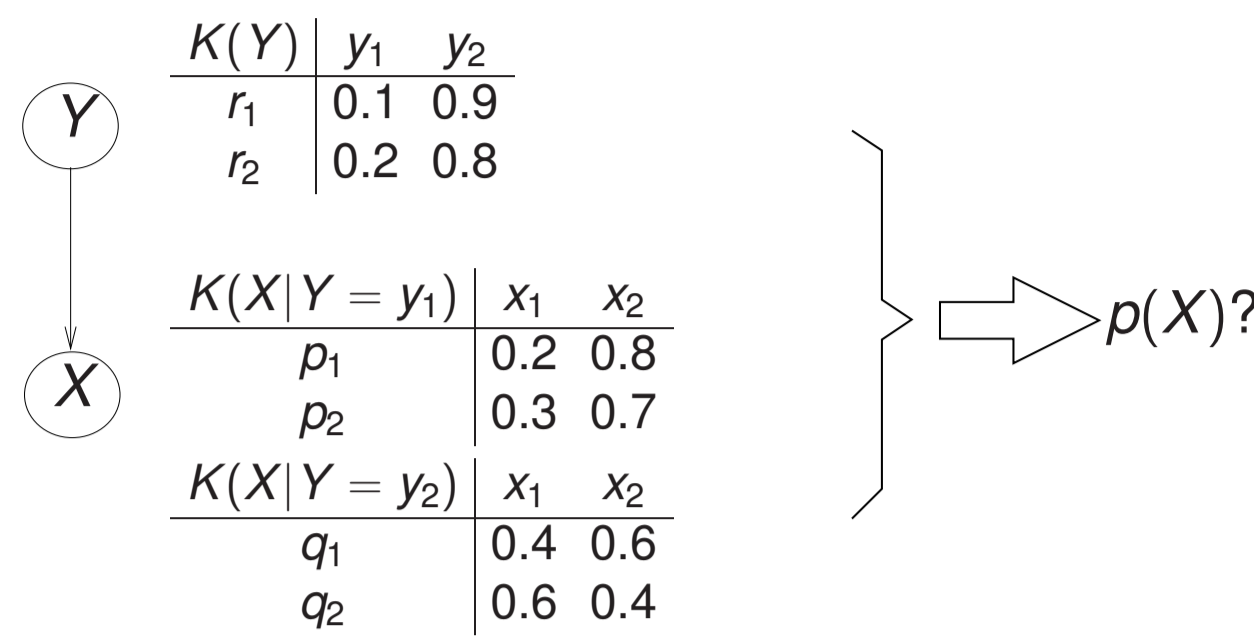 K(Y) y₁ y₂
r₁ 0.1 0.9
r₂ 0.2 0.8
Y
K(X|Y = y₁) x₁ x₂
p₁ 0.2 0.8
p₂ 0.3 0.7
X
K(X|Y = y₂) x₁ x₂
q₁ 0.4 0.6
q₂ 0.6 0.4
p(X)?